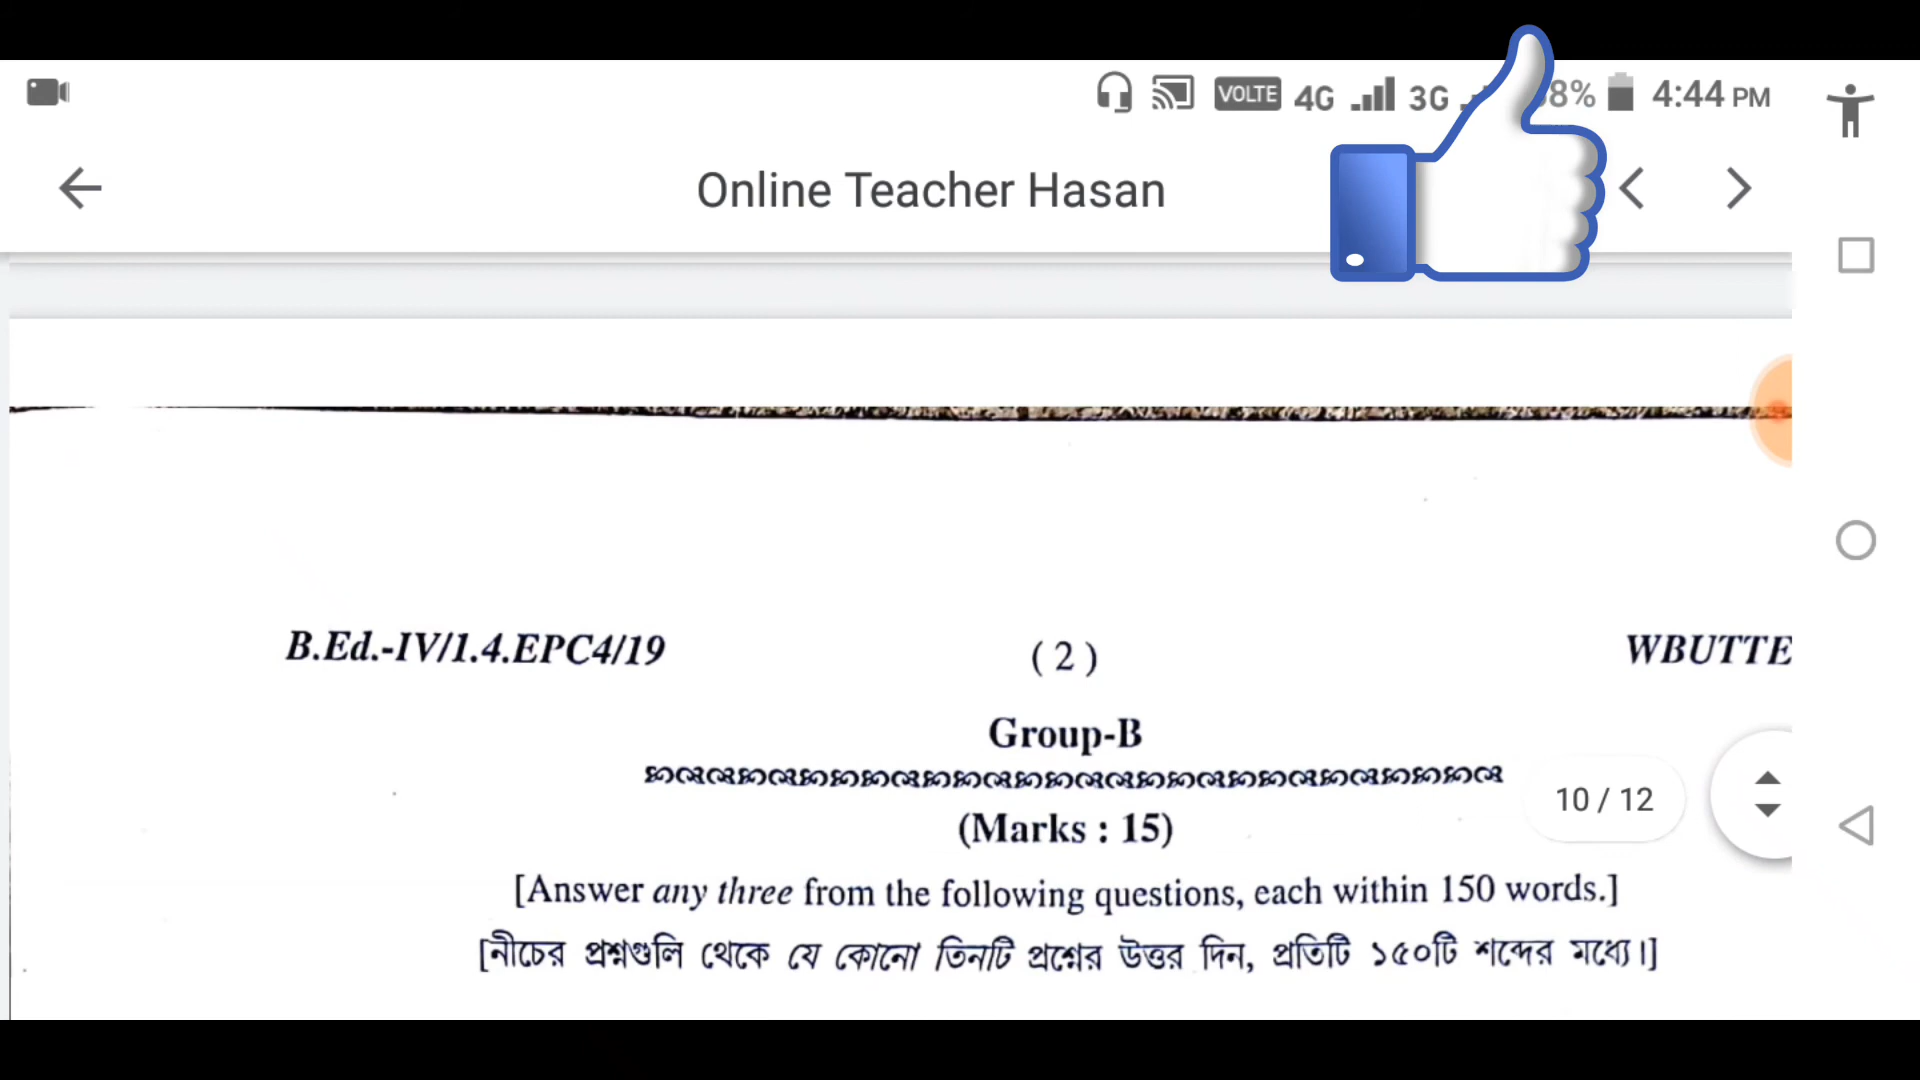 VOLTE 4G 3G 8% 4:44 PM
Online Teacher Hasan
B.Ed.-IV/1.4.EPC4/19 ( 2 ) WBUTTE
Group-B
(Marks : 15)
10 / 12
[Answer any three from the following questions, each within 150 words.]
[নীচের প্রশ্নগুলি থেকে যে কোনো তিনটি প্রশ্নের উত্তর দিন, প্রতিটি ১৫০টি শব্দের মধ্যে।]